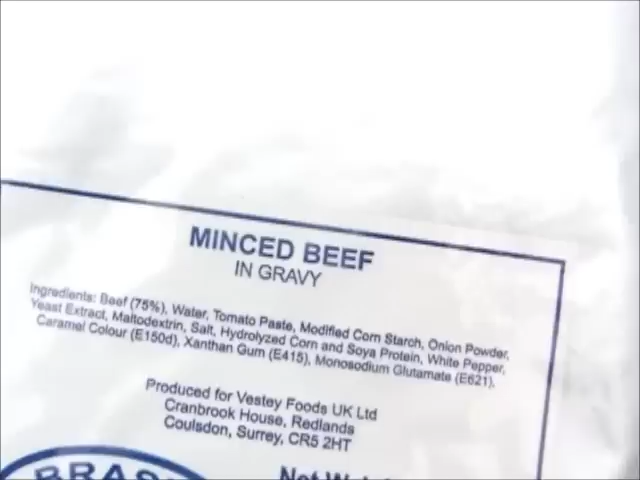 MINCED BEEF
IN GRAVY
Ingredients: Beef (75%), Water, Tomato Paste, Modified Corn Starch, Onion Powder,
Yeast Extract, Maltodextrin, Salt, Hydrolyzed Corn and Soya Protein, White Pepper,
Caramel Colour (E150d), Xanthan Gum (E415), Monosodium Glutamate (E621).
Produced for Vestey Foods UK Ltd
Cranbrook House, Redlands
Coulsdon, Surrey, CR5 2HT
Net